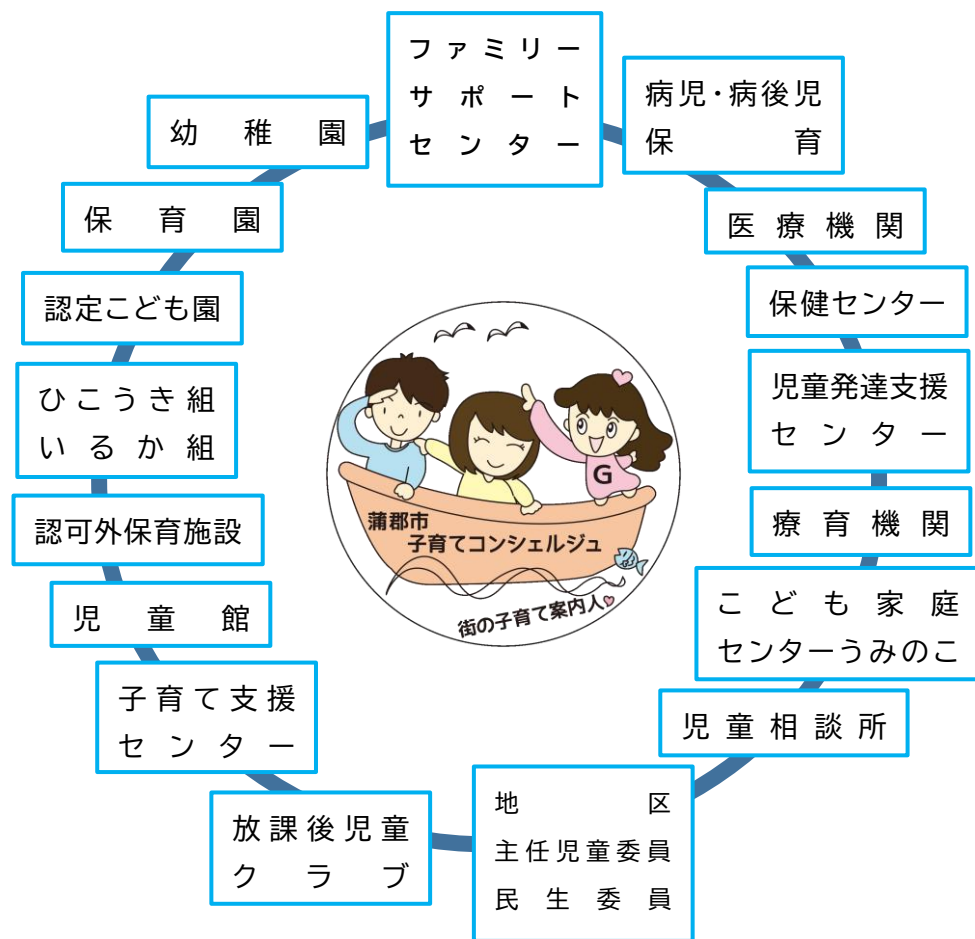 ファミリー
サポート
センター
病児・病後児
保育
医療機関
保健センター
児童発達支援
センター
療育機関
こども家庭
センターうみのこ
児童相談所
地区
主任児童委員
民生委員
放課後児童
クラブ
子育て支援
センター
児童館
認可外保育施設
ひこうき組
いるか組
認定こども園
保育園
幼稚園
G
蒲郡市
子育てコンシェルジュ
街の子育て案内人